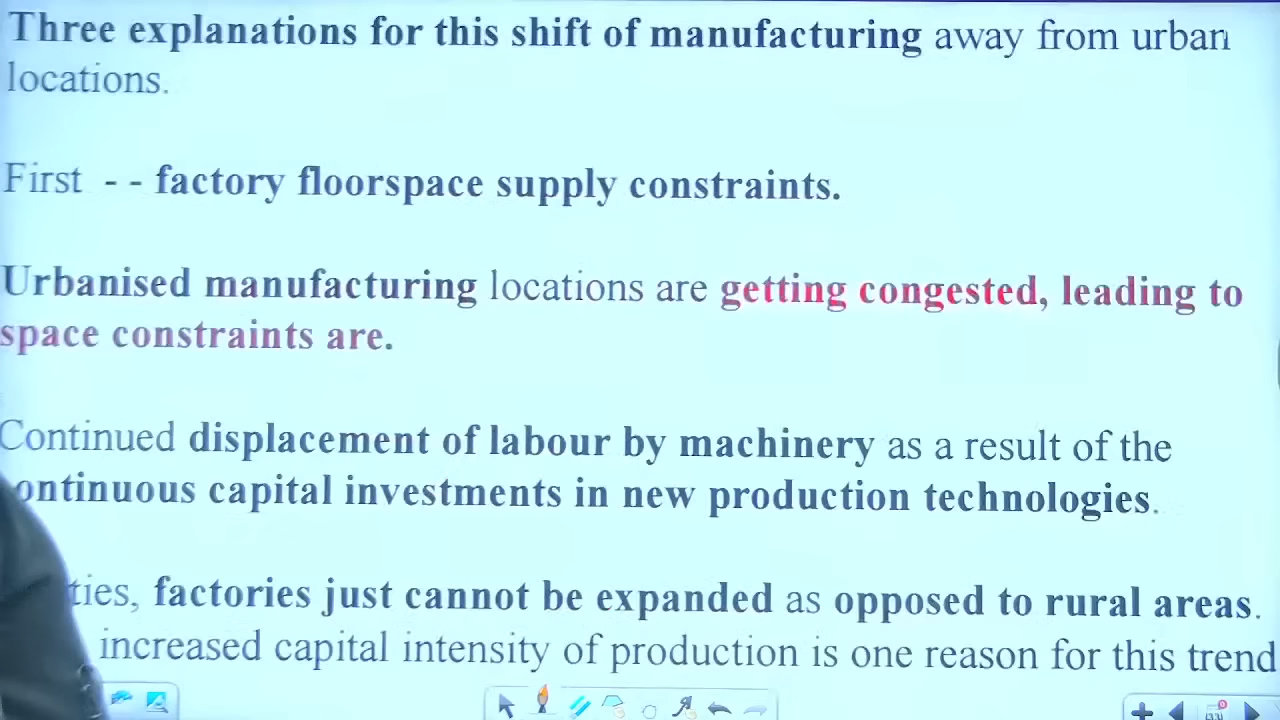 Three explanations for this shift of manufacturing away from urban
locations.
First - - factory floorspace supply constraints.
Urbanised manufacturing locations are getting congested, leading to
space constraints are.
Continued displacement of labour by machinery as a result of the
ontinuous capital investments in new production technologies.
ties, factories just cannot be expanded as opposed to rural areas.
increased capital intensity of production is one reason for this trend